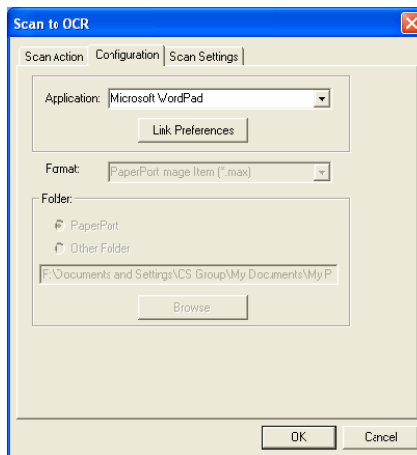 Scan to OCR
Scan Action Configuration Scan Settings
Application: Microsoft WordPad
Link Preferences
Format: PaperPort mage Item (*.max)
Folder:
PaperPort
Other Folder
F:\Documents and Settings\CS Group\My Documents\My P
Browse
OK Cancel